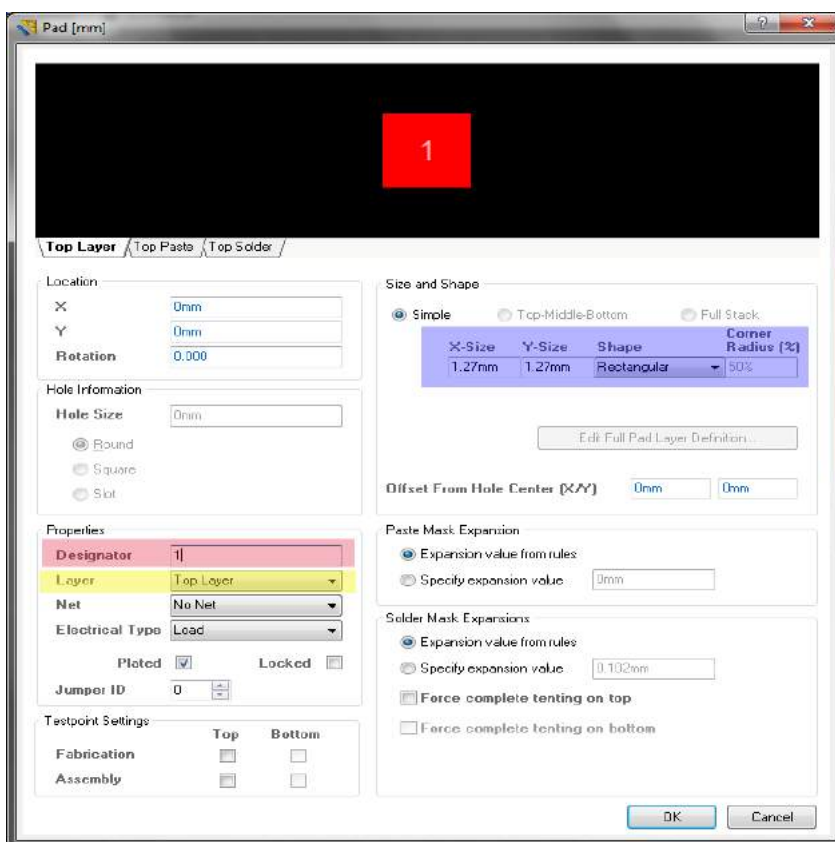 Pad [mm]
1
Top Layer Top Paste Top Solder
Location
X 0mm
Y 0mm
Rotation 0.000
Hole Information
Hole Size 0mm
Round
Square
Slot
Properties
Designator 1
Layer Top Layer
Net No Net
Electrical Type Load
Plated Locked
Jumper ID 0
Testpoint Settings
Top Bottom
Fabrication
Assembly
Size and Shape
Simple Top-Middle-Bottom Full Stack
X-Size Y-Size Shape Corner Radius (%)
1.27mm 1.27mm Rectangular 50%
Edit Full Pad Layer Definition...
Offset From Hole Center (X/Y) 0mm 0mm
Paste Mask Expansion
Expansion value from rules
Specify expansion value 0mm
Solder Mask Expansions
Expansion value from rules
Specify expansion value 0.102mm
Force complete tenting on top
Force complete tenting on bottom
OK Cancel